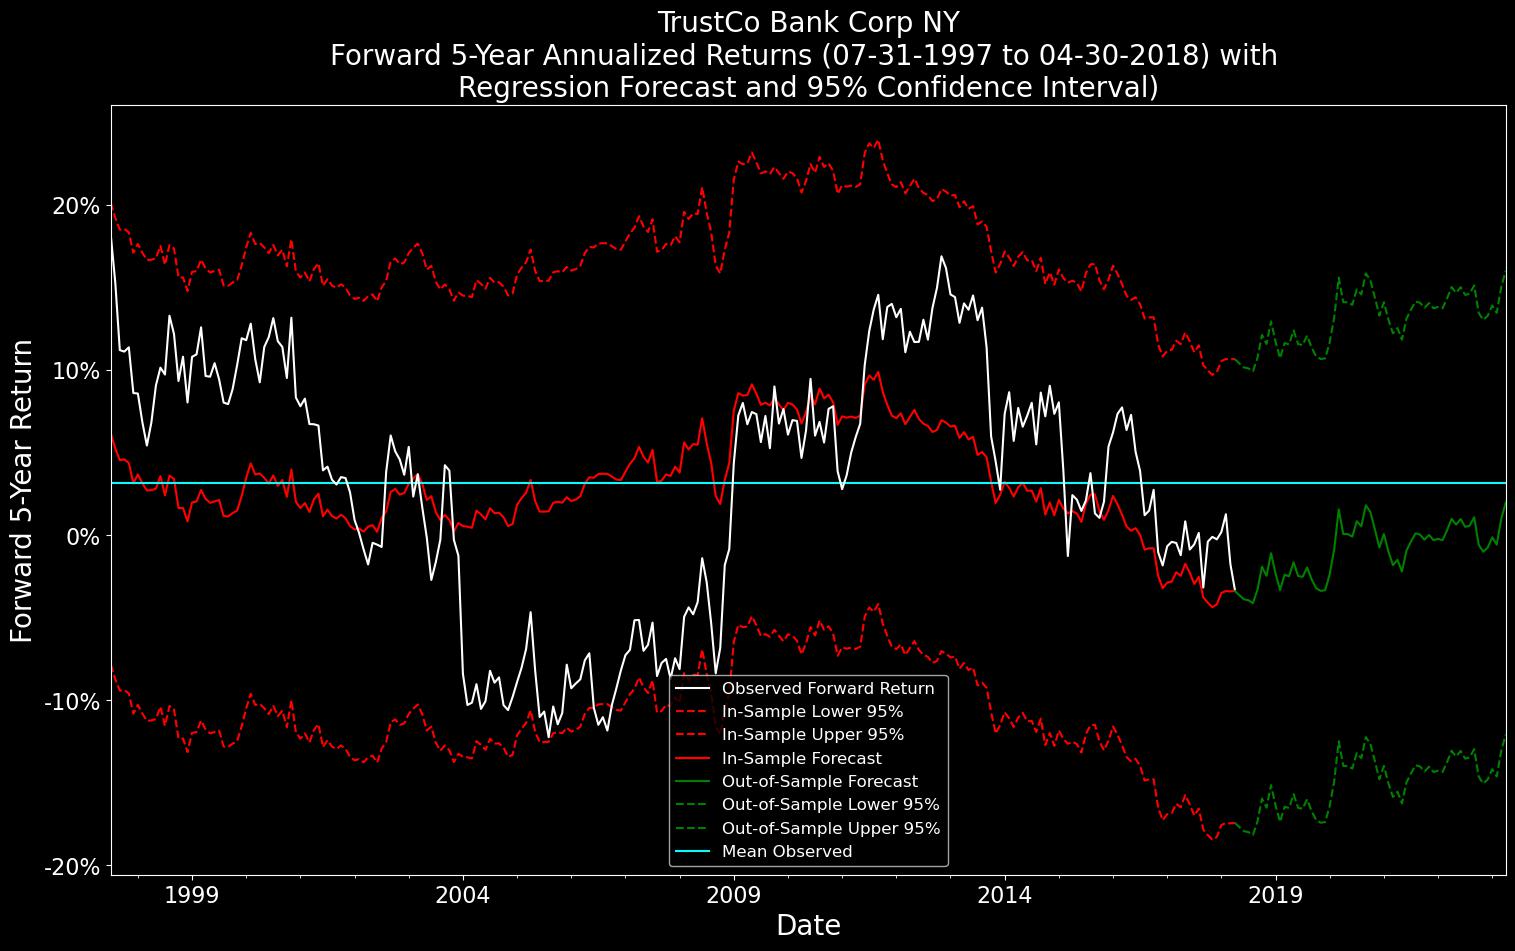 TrustCo Bank Corp NY
Forward 5-Year Annualized Returns (07-31-1997 to 04-30-2018) with
Regression Forecast and 95% Confidence Interval)
Forward 5-Year Return
20%
10%
0%
-10%
-20%
Observed Forward Return
In-Sample Lower 95%
In-Sample Upper 95%
In-Sample Forecast
Out-of-Sample Forecast
Out-of-Sample Lower 95%
Out-of-Sample Upper 95%
Mean Observed
1999 2004 2009 2014 2019
Date